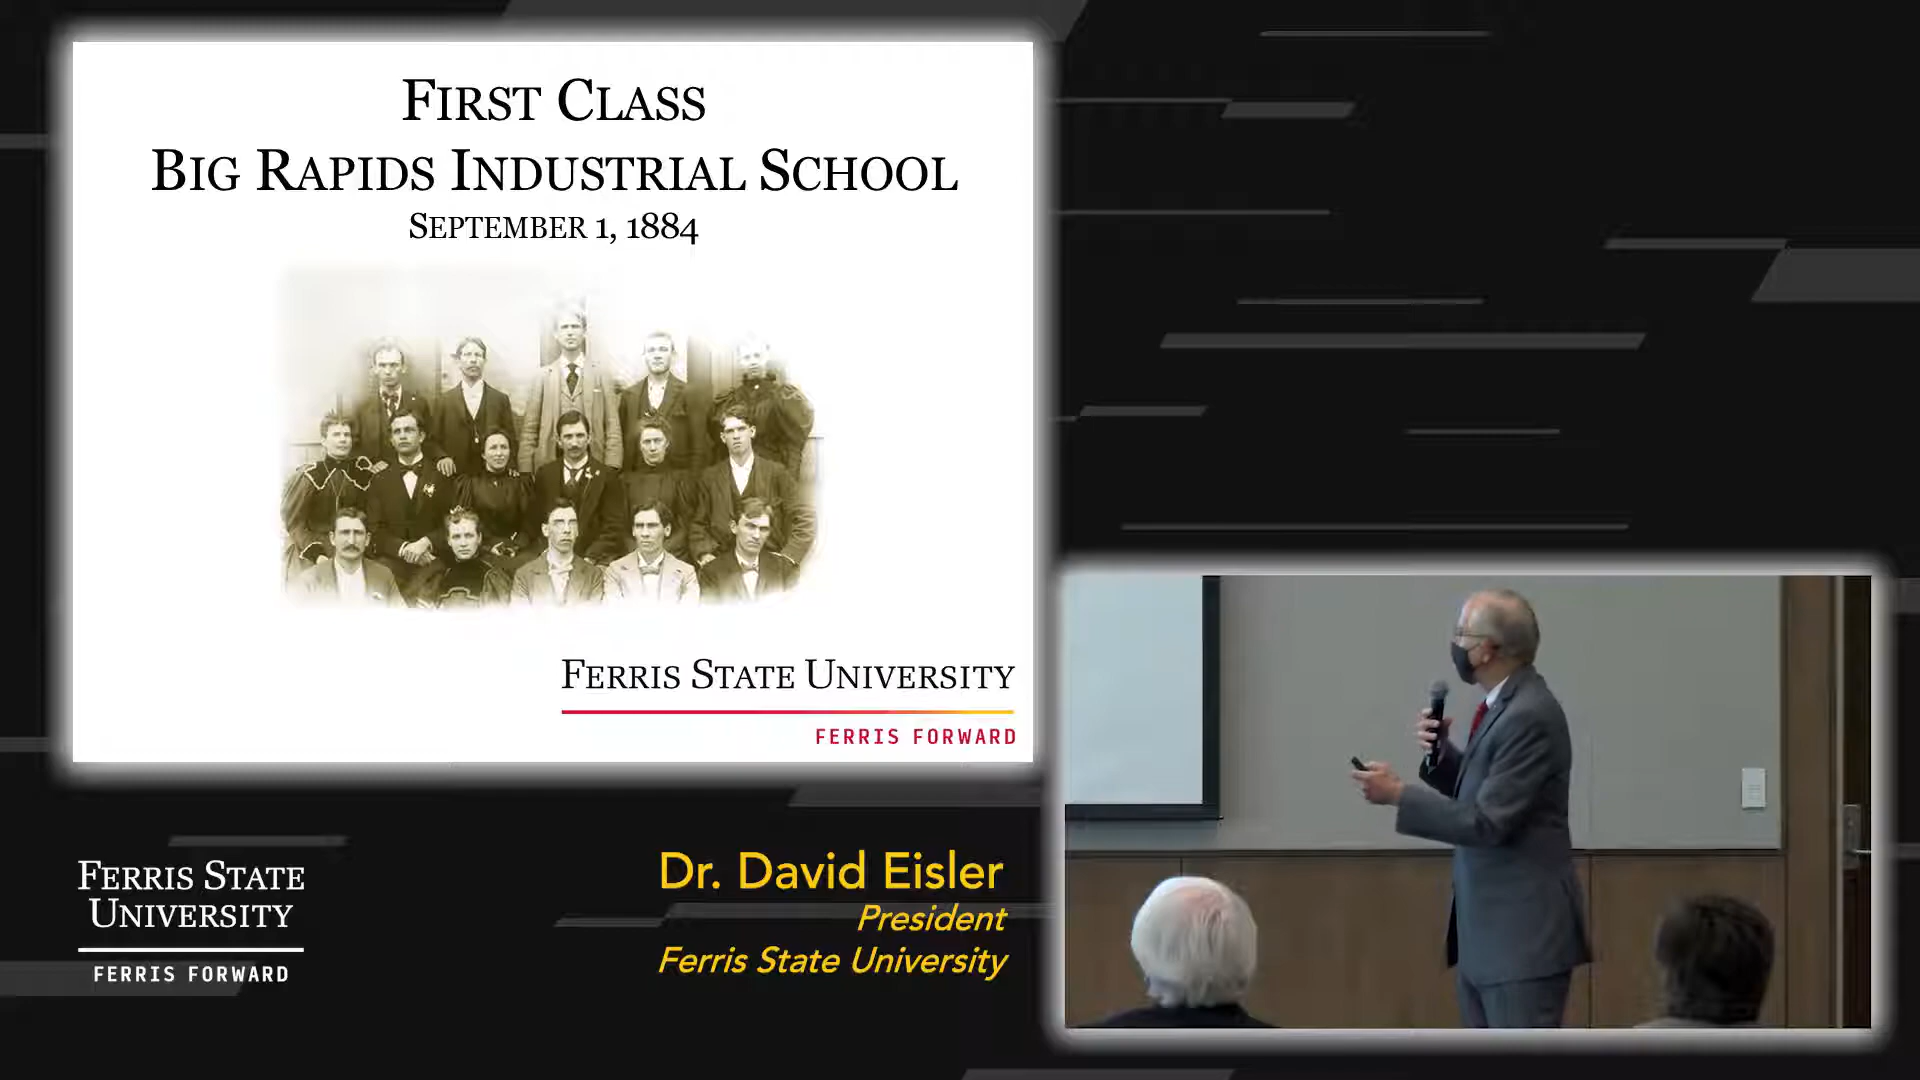 FIRST CLASS
BIG RAPIDS INDUSTRIAL SCHOOL
SEPTEMBER 1, 1884
FERRIS STATE UNIVERSITY
FERRIS FORWARD
FERRIS STATE
UNIVERSITY
FERRIS FORWARD
Dr. David Eisler
President
Ferris State University